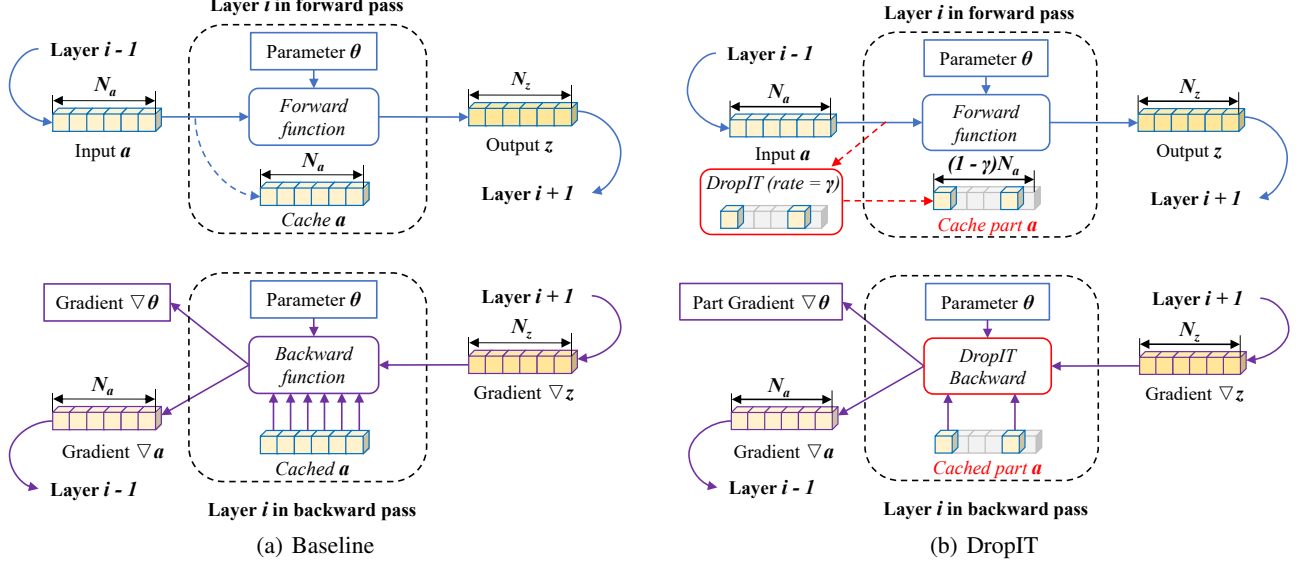 Layer i in forward pass
Layer i - 1
Parameter θ
N_a
N_z
Forward
function
Input a
Output z
N_a
Cache a
Layer i + 1
Gradient ▽θ
Parameter θ
Layer i + 1
N_z
Backward
function
N_a
Gradient ▽z
Gradient ▽a
Cached a
Layer i - 1
Layer i in backward pass
(a) Baseline
Layer i in forward pass
Layer i - 1
Parameter θ
N_a
N_z
Forward
function
Input a
Output z
(1 - γ)N_a
DropIT (rate = γ)
Cache part a
Layer i + 1
Part Gradient ▽θ
Parameter θ
Layer i + 1
N_z
DropIT
Backward
N_a
Gradient ▽z
Gradient ▽a
Cached part a
Layer i - 1
Layer i in backward pass
(b) DropIT